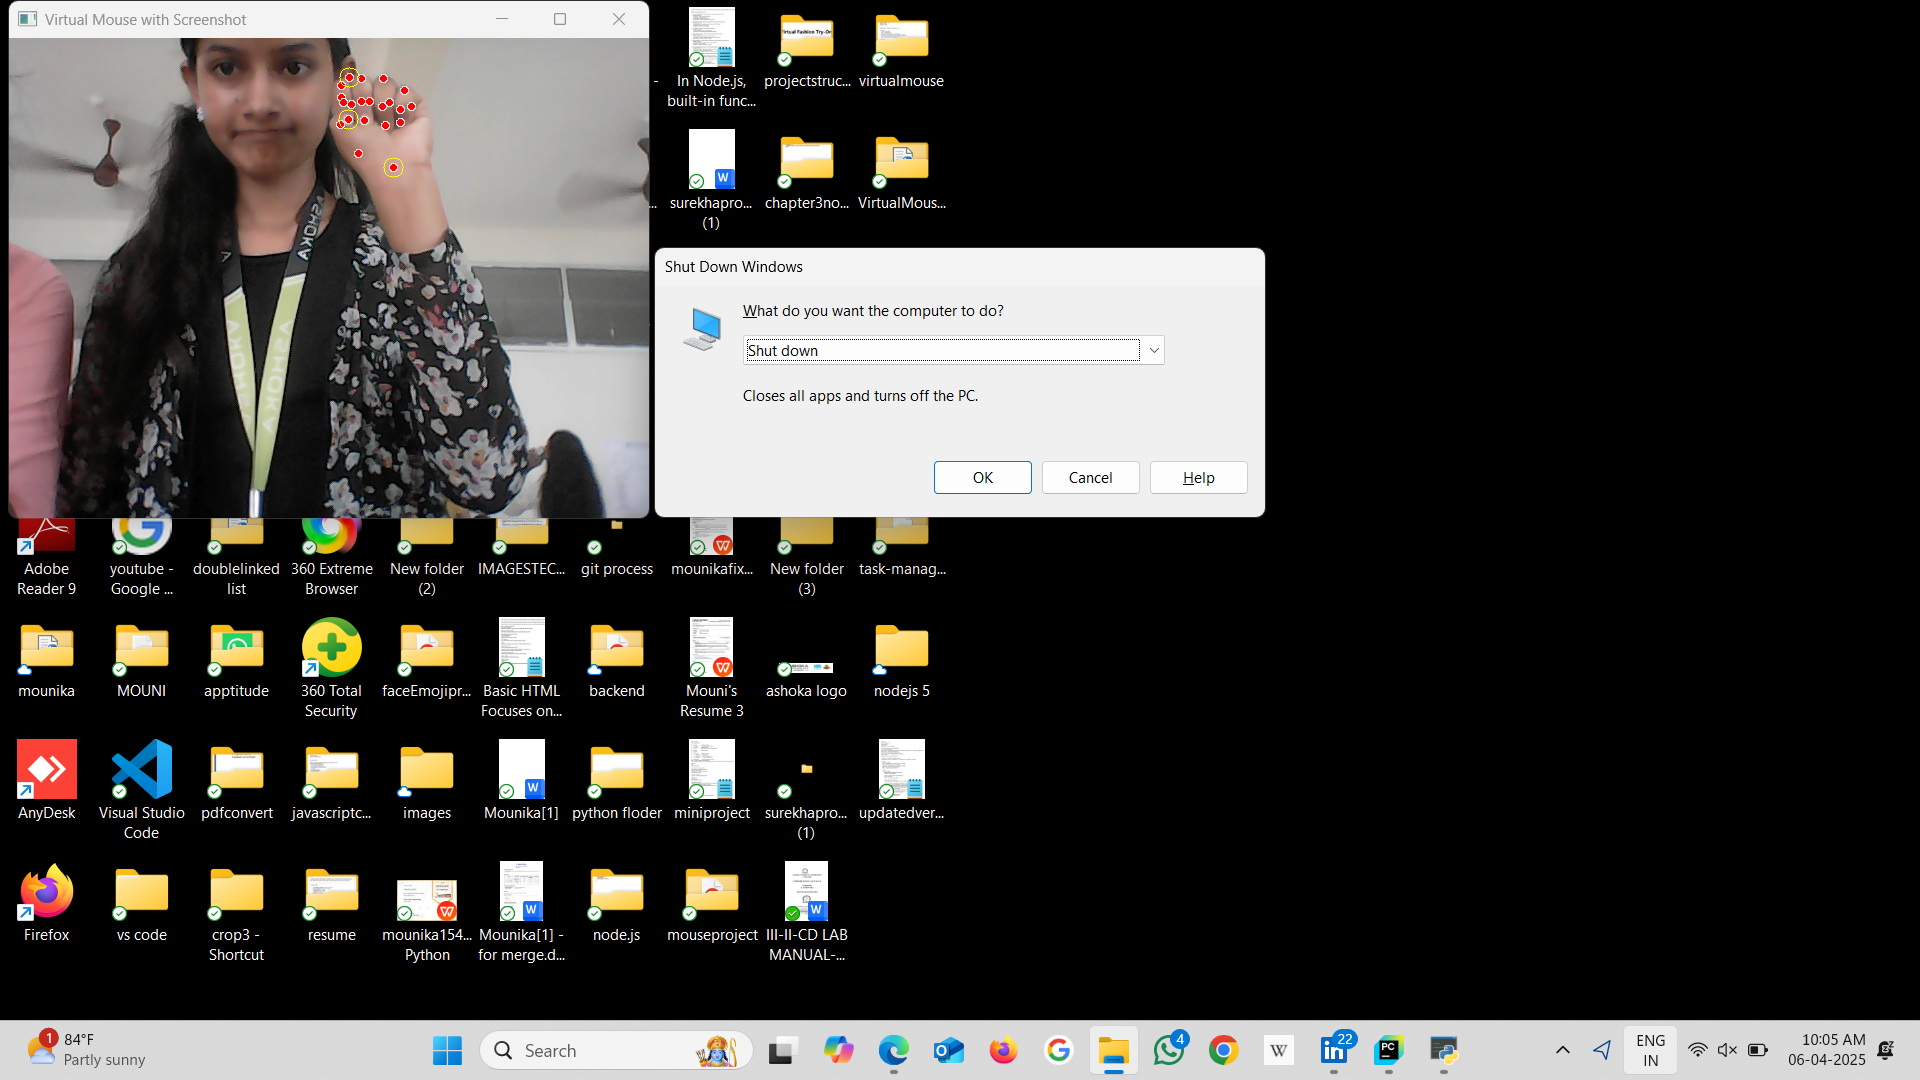 Virtual Mouse with Screenshot
ASHOKA
In Node.js,
built-in func...
projectstruc...
virtualmouse
surekhapro...
(1)
chapter3no...
VirtualMous...
Shut Down Windows
What do you want the computer to do?
Shut down
Closes all apps and turns off the PC.
OK
Cancel
Help
Adobe
Reader 9
youtube -
Google ...
doublelinked
list
360 Extreme
Browser
New folder
(2)
IMAGESTEC...
git process
mounikafix...
New folder
(3)
task-manag...
mounika
MOUNI
apptitude
360 Total
Security
faceEmojipr...
Basic HTML
Focuses on...
backend
Mouni's
Resume 3
ashoka logo
nodejs 5
AnyDesk
Visual Studio
Code
pdfconvert
javascriptc...
images
Mounika[1]
python floder
miniproject
surekhapro...
(1)
updatedver...
Firefox
vs code
crop3 -
Shortcut
resume
mounika154...
Python
Mounika[1] -
for merge.d...
node.js
mouseproject
III-II-CD LAB
MANUAL-...
1
84°F
Partly sunny
Search
4
W
22
PC
ENG
IN
10:05 AM
06-04-2025